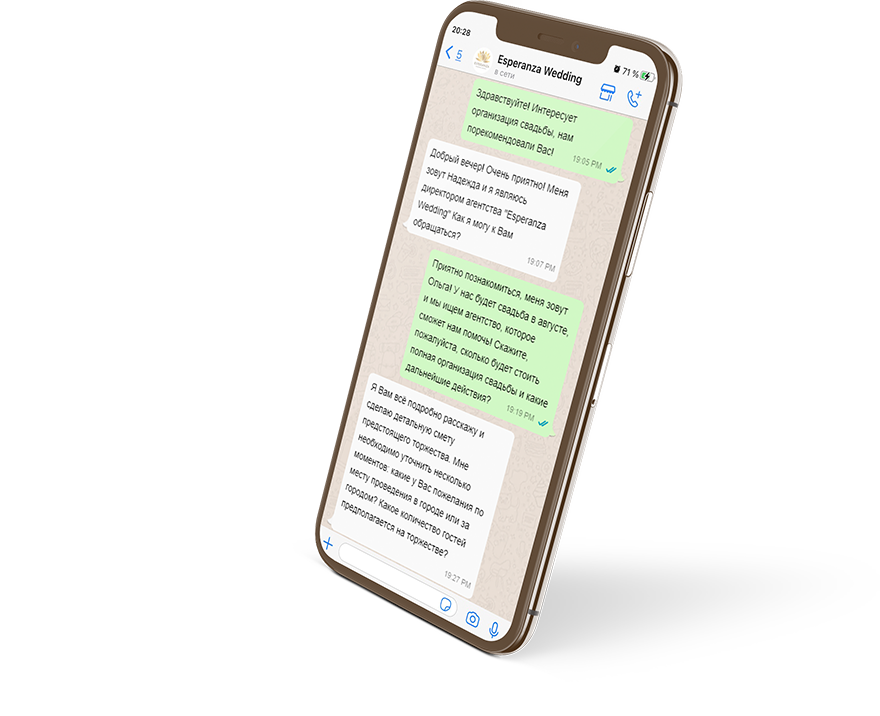 20:28
71 %
5
Esperanza Wedding
в сети
Здравствуйте! Интересует
организация свадьбы, нам
порекомендовали Вас!
19:05 PM
Добрый вечер! Очень приятно! Меня
зовут Надежда и я являюсь
директором агентства "Esperanza
Wedding" Как я могу к Вам
обращаться?
19:07 PM
Приятно познакомиться, меня зовут
Ольга! У нас будет свадьба в августе,
и мы ищем агентство, которое
сможет нам помочь! Скажите,
пожалуйста, сколько будет стоить
полная организация свадьбы и какие
дальнейшие действия?
19:19 PM
Я Вам всё подробно расскажу и
сделаю детальную смету
предстоящего торжества. Мне
необходимо уточнить несколько
моментов: какие у Вас пожелания по
месту проведения в городе или за
городом? Какое количество гостей
предполагается на торжестве?
19:27 PM